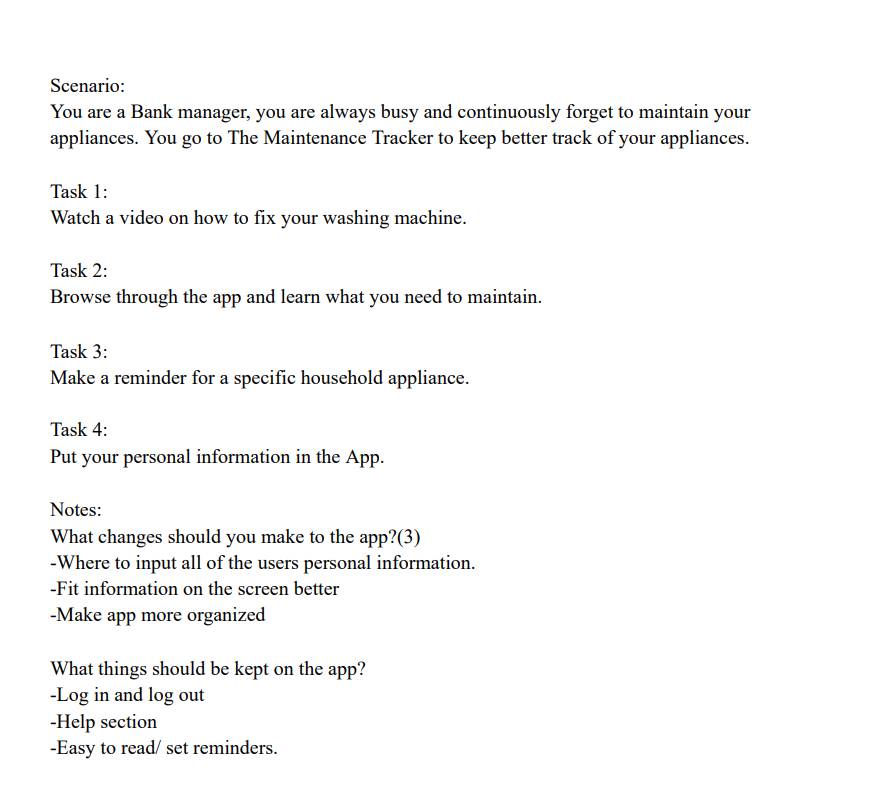 Scenario:
You are a Bank manager, you are always busy and continuously forget to maintain your
appliances. You go to The Maintenance Tracker to keep better track of your appliances.
Task 1:
Watch a video on how to fix your washing machine.
Task 2:
Browse through the app and learn what you need to maintain.
Task 3:
Make a reminder for a specific household appliance.
Task 4:
Put your personal information in the App.
Notes:
What changes should you make to the app?(3)
-Where to input all of the users personal information.
-Fit information on the screen better
-Make app more organized
What things should be kept on the app?
-Log in and log out
-Help section
-Easy to read/ set reminders.